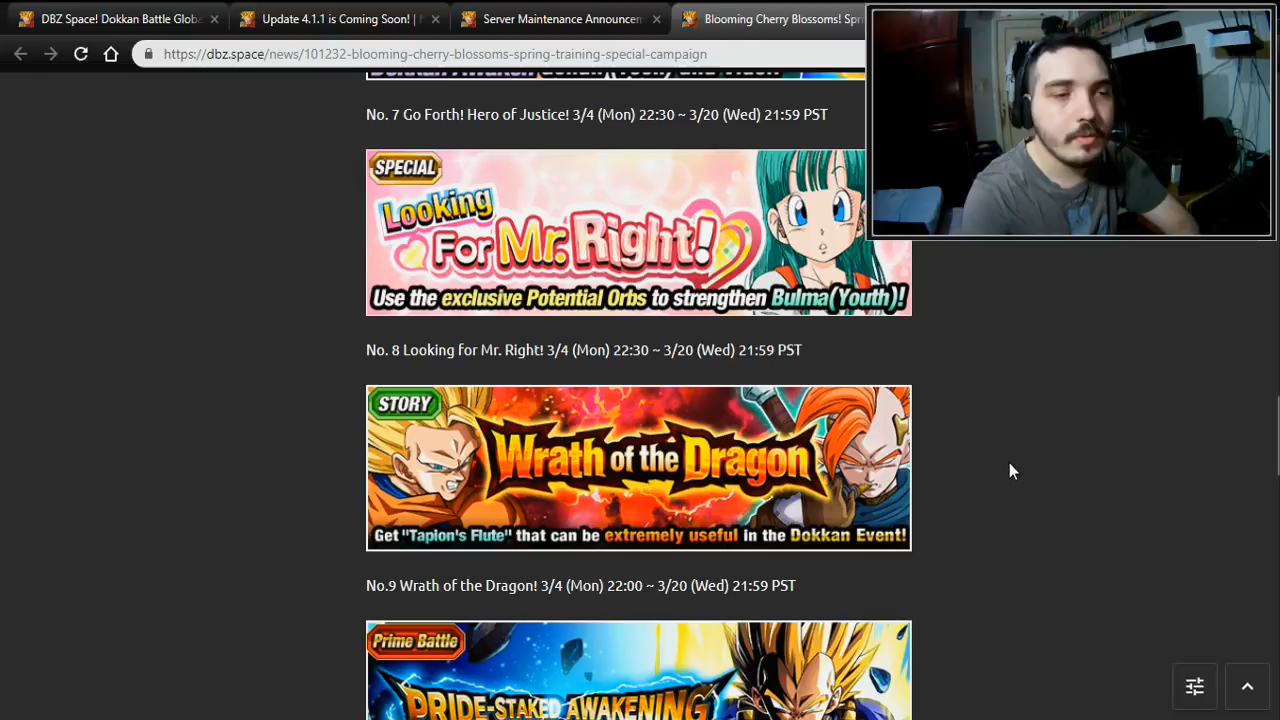 DBZ Space! Dokkan Battle Globa
Update 4.1.1 is Coming Soon! |
Server Maintenance Announcem
Blooming Cherry Blossoms! Spr
https://dbz.space/news/101232-blooming-cherry-blossoms-spring-training-special-campaign
No. 7 Go Forth! Hero of Justice! 3/4 (Mon) 22:30 ~ 3/20 (Wed) 21:59 PST
SPECIAL
Looking
For Mr. Right!
Use the exclusive Potential Orbs to strengthen Bulma(Youth)!
No. 8 Looking for Mr. Right! 3/4 (Mon) 22:30 ~ 3/20 (Wed) 21:59 PST
STORY
Wrath of the Dragon
Get "Tapion's Flute" that can be extremely useful in the Dokkan Event!
No.9 Wrath of the Dragon! 3/4 (Mon) 22:00 ~ 3/20 (Wed) 21:59 PST
Prime Battle
PRIDE-STAKED AWAKENING